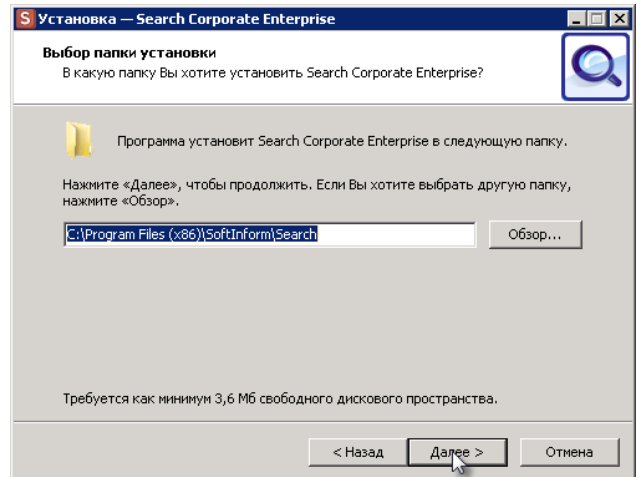 S Установка — Search Corporate Enterprise
Выбор папки установки
В какую папку Вы хотите установить Search Corporate Enterprise?
Программа установит Search Corporate Enterprise в следующую папку.
Нажмите «Далее», чтобы продолжить. Если Вы хотите выбрать другую папку,
нажмите «Обзор».
C:\Program Files (x86)\SoftInform\Search
Обзор...
Требуется как минимум 3,6 Мб свободного дискового пространства.
< Назад
Далее >
Отмена